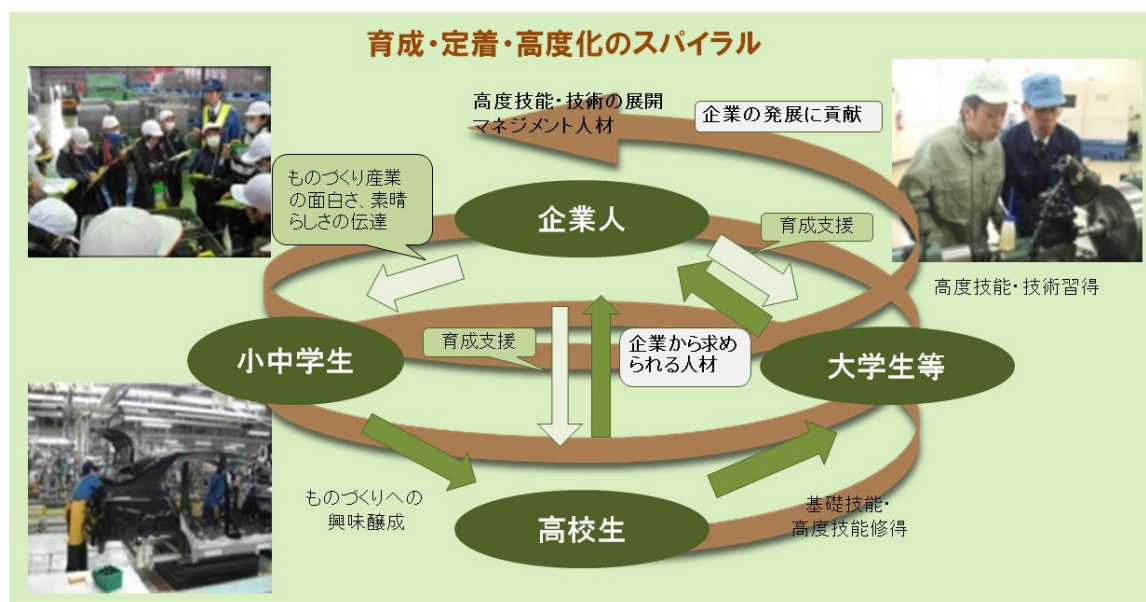 育成・定着・高度化のスパイラル
高度技能・技術の展開
マネジメント人材
企業の発展に貢献
ものづくり産業
の面白さ、素晴
らしさの伝達
企業人
育成支援
高度技能・技術習得
小中学生
育成支援
企業から求め
られる人材
大学生等
ものづくりへの
興味醸成
高校生
基礎技能・
高度技能修得